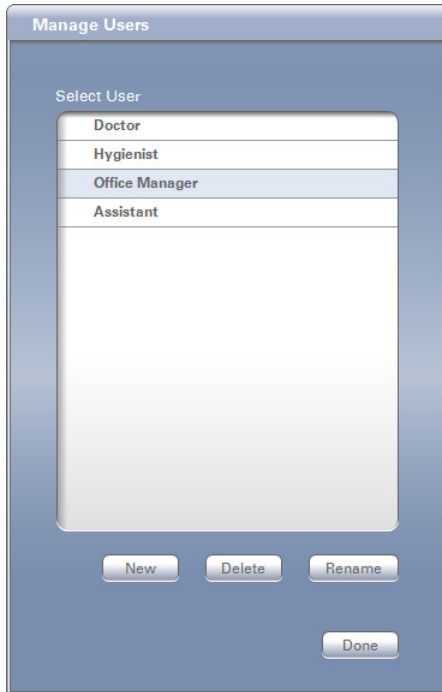 Manage Users
Select User
Doctor
Hygienist
Office Manager
Assistant
New Delete Rename
Done